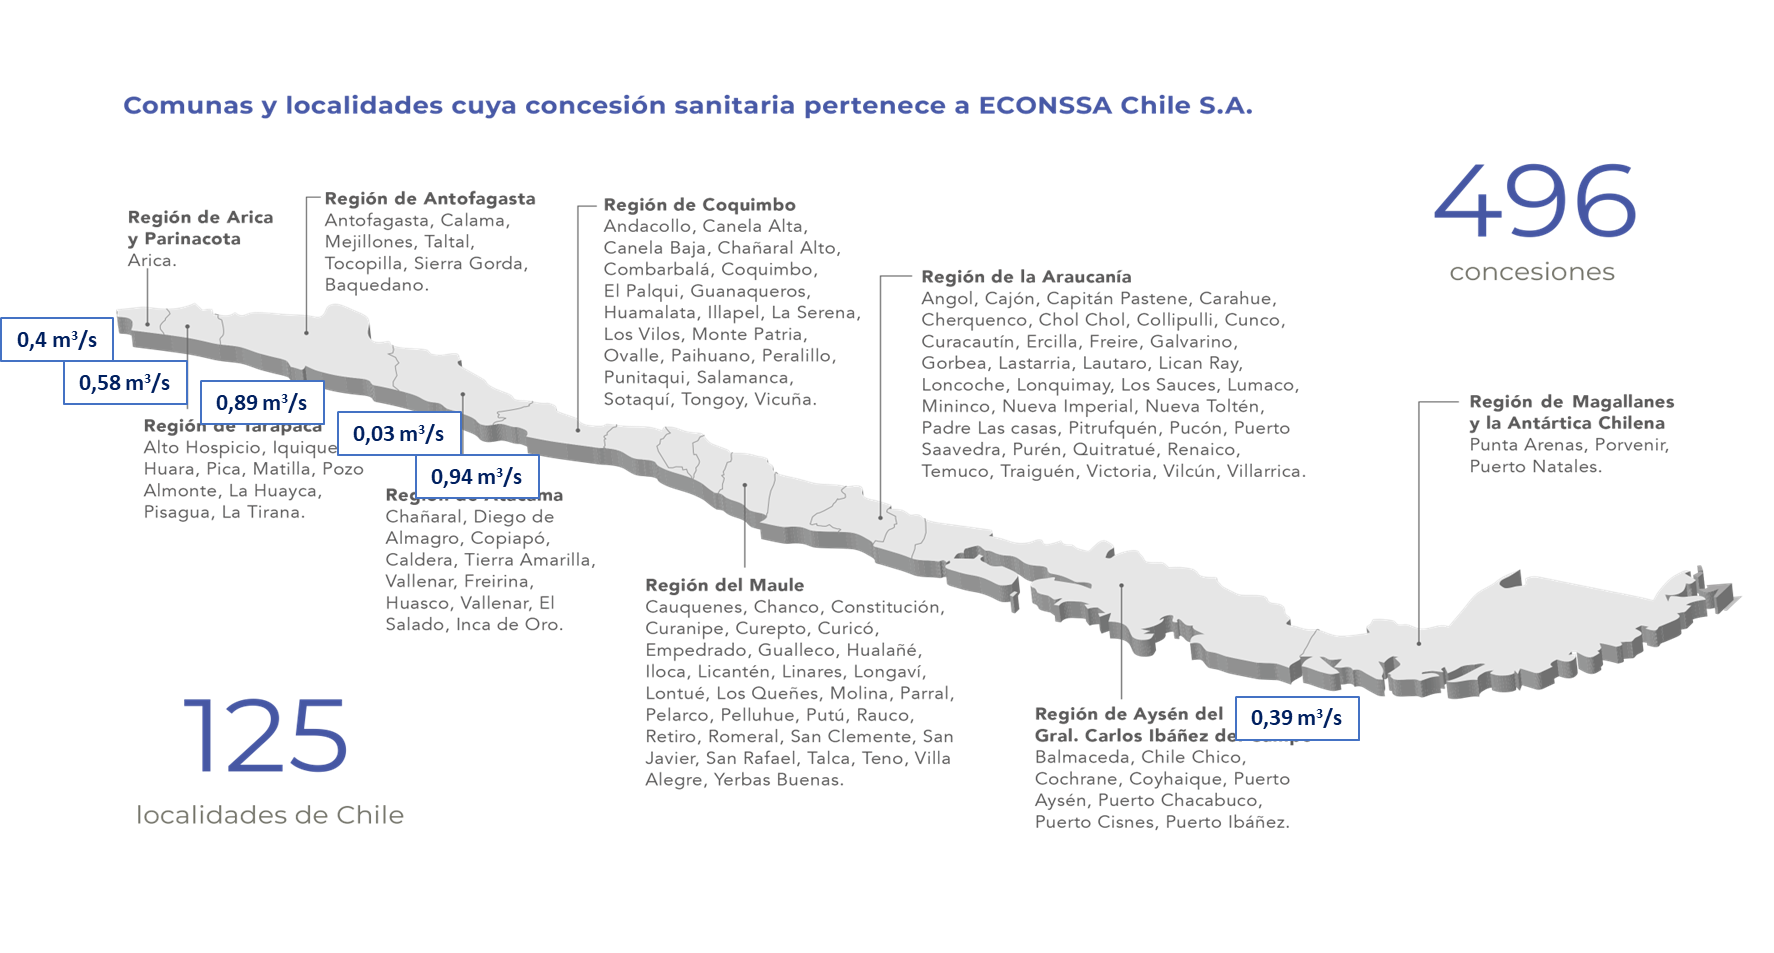 Comunas y localidades cuya concesión sanitaria pertenece a ECONSSA Chile S.A.
496
concesiones
Región de Arica
y Parinacota
Arica.
Región de Antofagasta
Antofagasta, Calama,
Mejillones, Taltal,
Tocopilla, Sierra Gorda,
Baquedano.
Región de Coquimbo
Andacollo, Canela Alta,
Canela Baja, Chañaral Alto,
Combarbalá, Coquimbo,
El Palqui, Guanaqueros,
Huamalata, Illapel, La Serena,
Los Vilos, Monte Patria,
Ovalle, Paihuano, Peralillo,
Punitaqui, Salamanca,
Sotaquí, Tongoy, Vicuña.
Región de la Araucanía
Angol, Cajón, Capitán Pastene, Carahue,
Cherquenco, Chol Chol, Collipulli, Cunco,
Curacautín, Ercilla, Freire, Galvarino,
Gorbea, Lastarria, Lautaro, Lican Ray,
Loncoche, Lonquimay, Los Sauces, Lumaco,
Mininco, Nueva Imperial, Nueva Toltén,
Padre Las casas, Pitrufquén, Pucón, Puerto
Saavedra, Purén, Quitratué, Renaico,
Temuco, Traiguén, Victoria, Vilcún, Villarrica.
Región de Magallanes
y la Antártica Chilena
Punta Arenas, Porvenir,
Puerto Natales.
0,4 m³/s
0,58 m³/s
0,89 m³/s
0,03 m³/s
0,94 m³/s
Región de Tarapacá
Alto Hospicio, Iquique
Huara, Pica, Matilla, Pozo
Almonte, La Huayca,
Pisagua, La Tirana.
Región de Atacama
Chañaral, Diego de
Almagro, Copiapó,
Caldera, Tierra Amarilla,
Vallenar, Freirina,
Huasco, Vallenar, El
Salado, Inca de Oro.
Región del Maule
Cauquenes, Chanco, Constitución,
Curanipe, Curepto, Curicó,
Empedrado, Gualleco, Hualañé,
Iloca, Licantén, Linares, Longaví,
Lontué, Los Queñes, Molina, Parral,
Pelarco, Pelluhue, Putú, Rauco,
Retiro, Romeral, San Clemente, San
Javier, San Rafael, Talca, Teno, Villa
Alegre, Yerbas Buenas.
0,39 m³/s
Región de Aysén del
Gral. Carlos Ibáñez del Campo
Balmaceda, Chile Chico,
Cochrane, Coyhaique, Puerto
Aysén, Puerto Chacabuco,
Puerto Cisnes, Puerto Ibáñez.
125
localidades de Chile